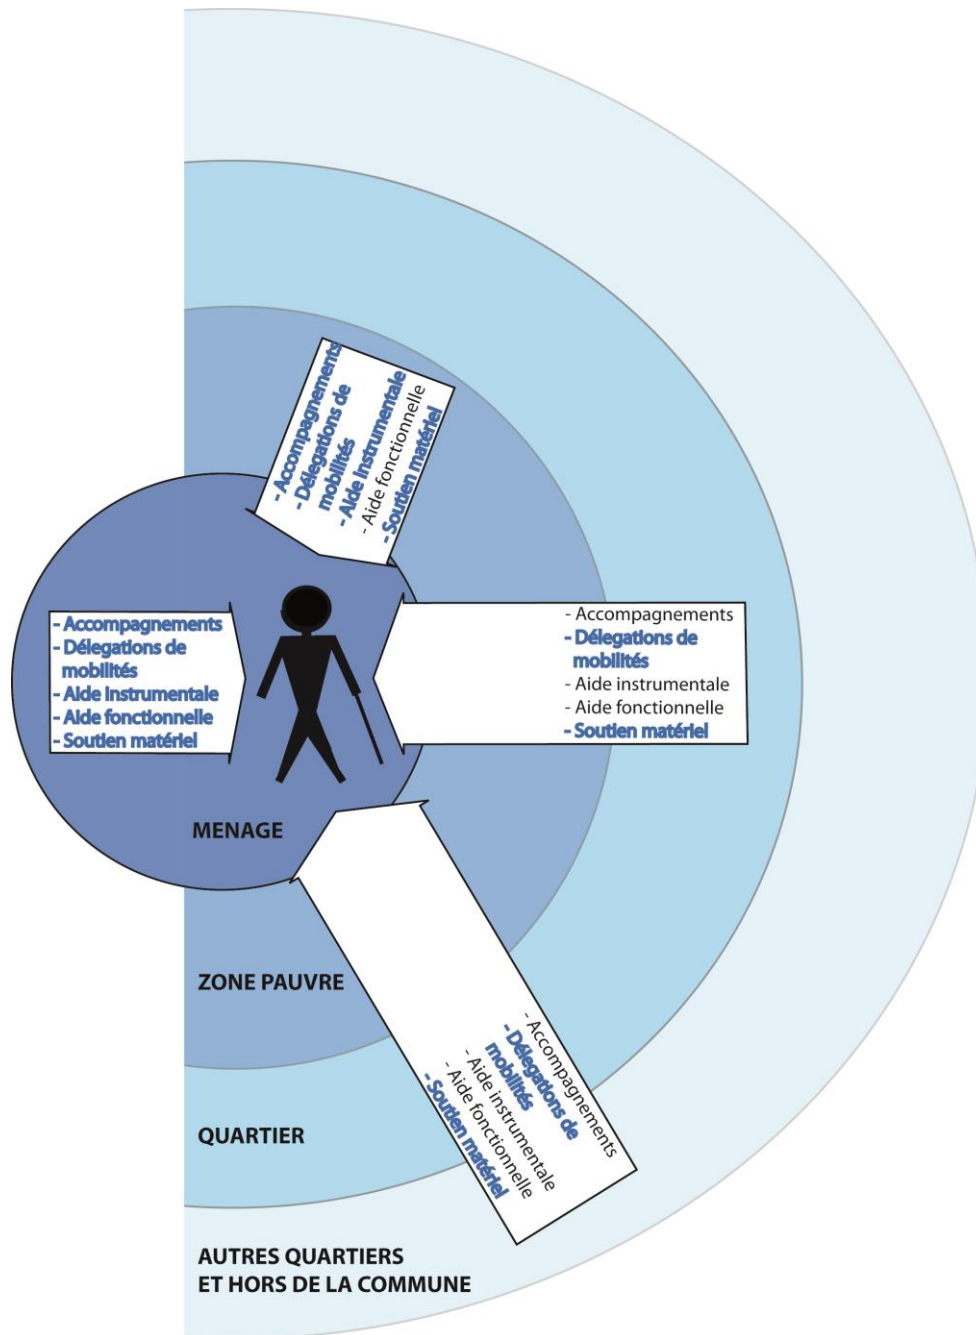 - Accompagnements
- Délegations de
mobilités
- Aide Instrumentale
- Aide fonctionnelle
- Soutien matériel
- Accompagnements
- Délegations de
mobilités
- Aide Instrumentale
- Aide fonctionnelle
- Soutien matériel
- Accompagnements
- Délegations de
mobilités
- Aide instrumentale
- Aide fonctionnelle
- Soutien matériel
MENAGE
ZONE PAUVRE
- Accompagnements
- Délegations de
mobilités
- Aide instrumentale
- Aide fonctionnelle
- Soutien matériel
QUARTIER
AUTRES QUARTIERS
ET HORS DE LA COMMUNE